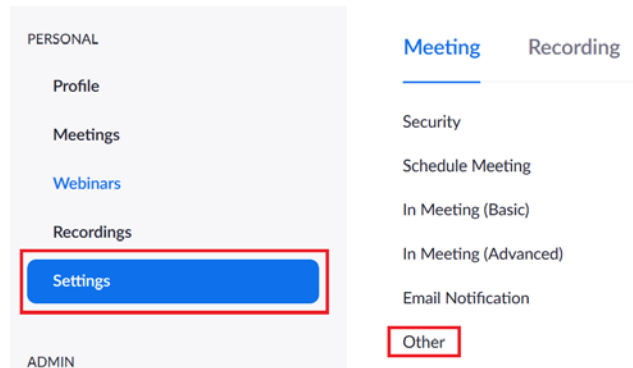 PERSONAL
Profile
Meetings
Webinars
Recordings
Settings
ADMIN
Meeting Recording
Security
Schedule Meeting
In Meeting (Basic)
In Meeting (Advanced)
Email Notification
Other